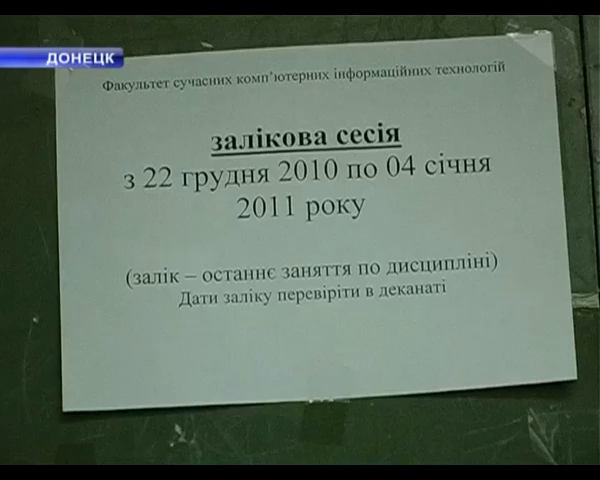 ДОНЕЦК
Факультет сучасних комп'ютерних інформаційних технологій
залікова сесія
з 22 грудня 2010 по 04 січня
2011 року
(залік – останнє заняття по дисципліні)
Дати заліку перевіріти в деканаті